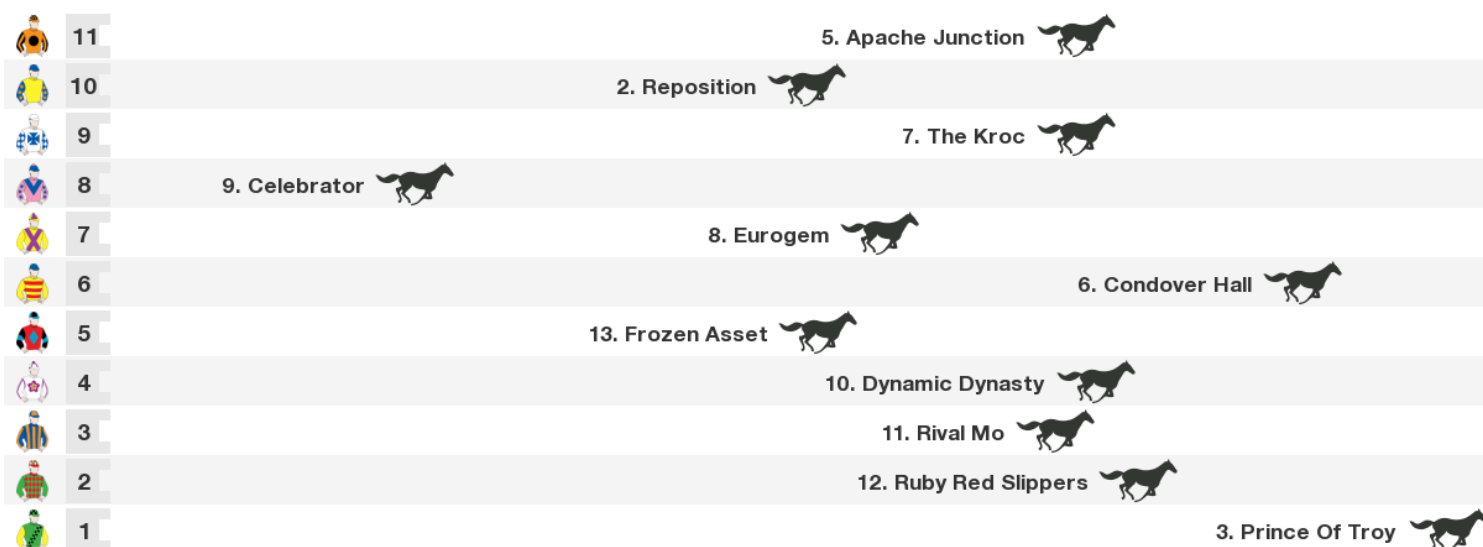 11 5. Apache Junction
10 2. Reposition
9 7. The Kroc
8 9. Celebrator
7 8. Eurogem
6 6. Condover Hall
5 13. Frozen Asset
4 10. Dynamic Dynasty
3 11. Rival Mo
2 12. Ruby Red Slippers
1 3. Prince Of Troy